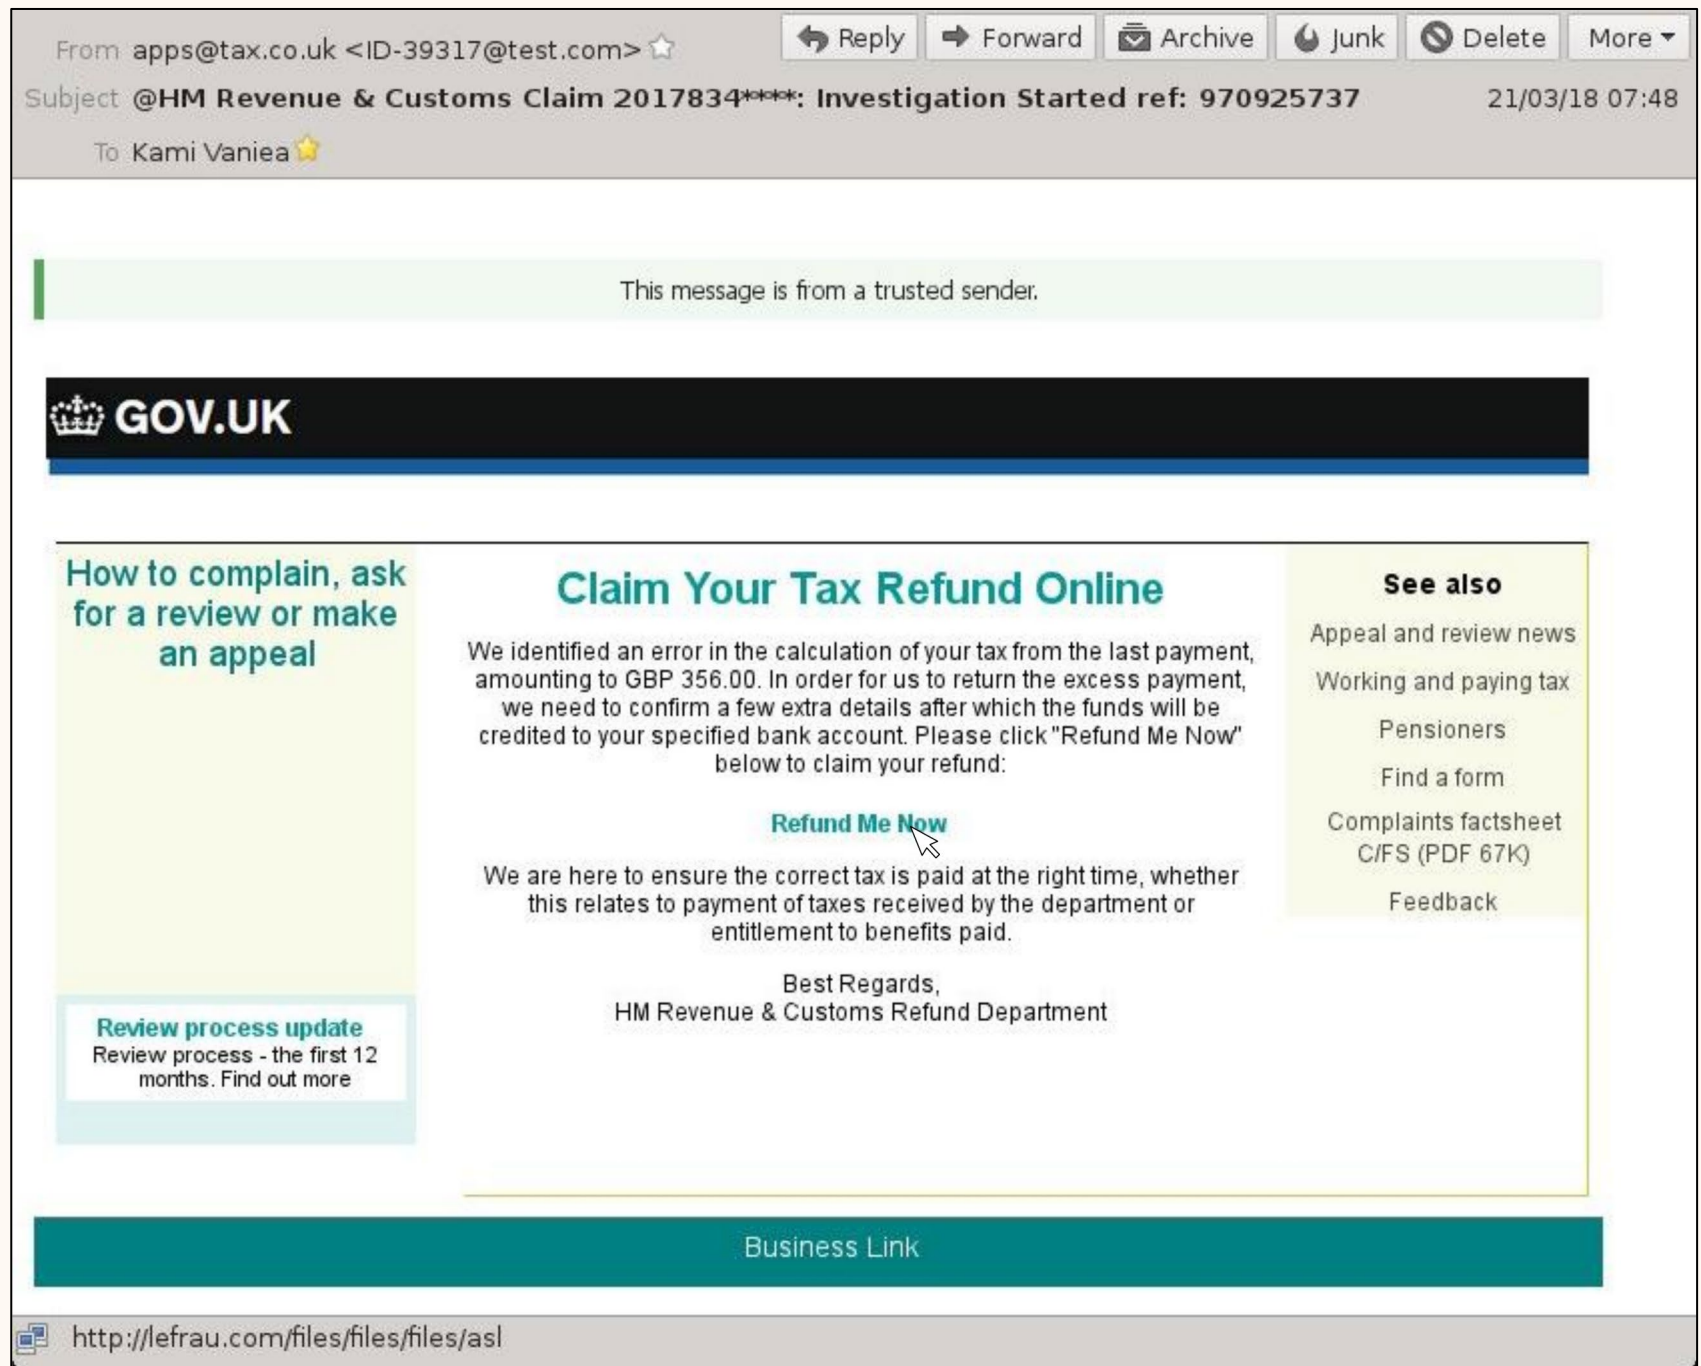 From apps@tax.co.uk <ID-39317@test.com>
Reply Forward Archive Junk Delete More
Subject @HM Revenue & Customs Claim 2017834****: Investigation Started ref: 970925737 21/03/18 07:48
To Kami Vaniea
This message is from a trusted sender.
GOV.UK
How to complain, ask
for a review or make
an appeal
Review process update
Review process - the first 12
months. Find out more
Claim Your Tax Refund Online
We identified an error in the calculation of your tax from the last payment,
amounting to GBP 356.00. In order for us to return the excess payment,
we need to confirm a few extra details after which the funds will be
credited to your specified bank account. Please click "Refund Me Now"
below to claim your refund:
Refund Me Now
We are here to ensure the correct tax is paid at the right time, whether
this relates to payment of taxes received by the department or
entitlement to benefits paid.
Best Regards,
HM Revenue & Customs Refund Department
See also
Appeal and review news
Working and paying tax
Pensioners
Find a form
Complaints factsheet
C/FS (PDF 67K)
Feedback
Business Link
http://lefrau.com/files/files/files/asl